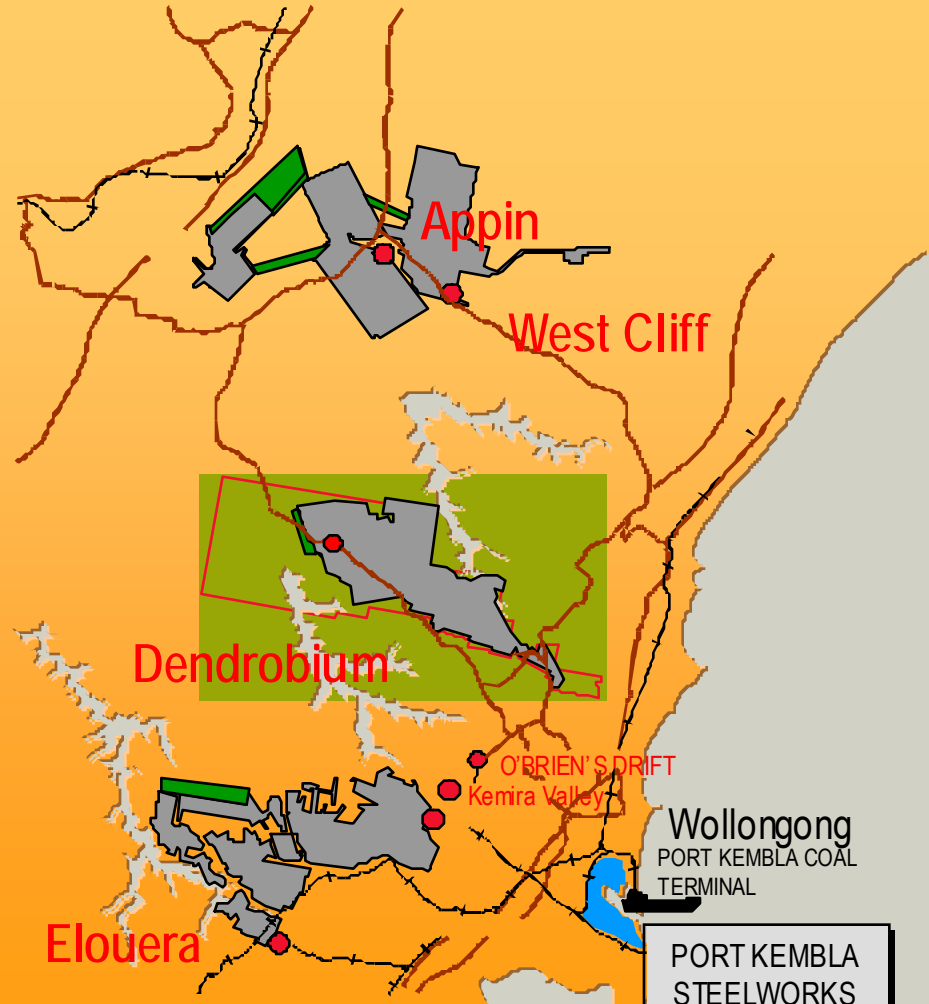 Appin
West Cliff
Dendrobium
O'BRIEN'S DRIFT
Kemira Valley
Wollongong
PORT KEMBLA COAL
TERMINAL
Elouera
PORT KEMBLA
STEELWORKS